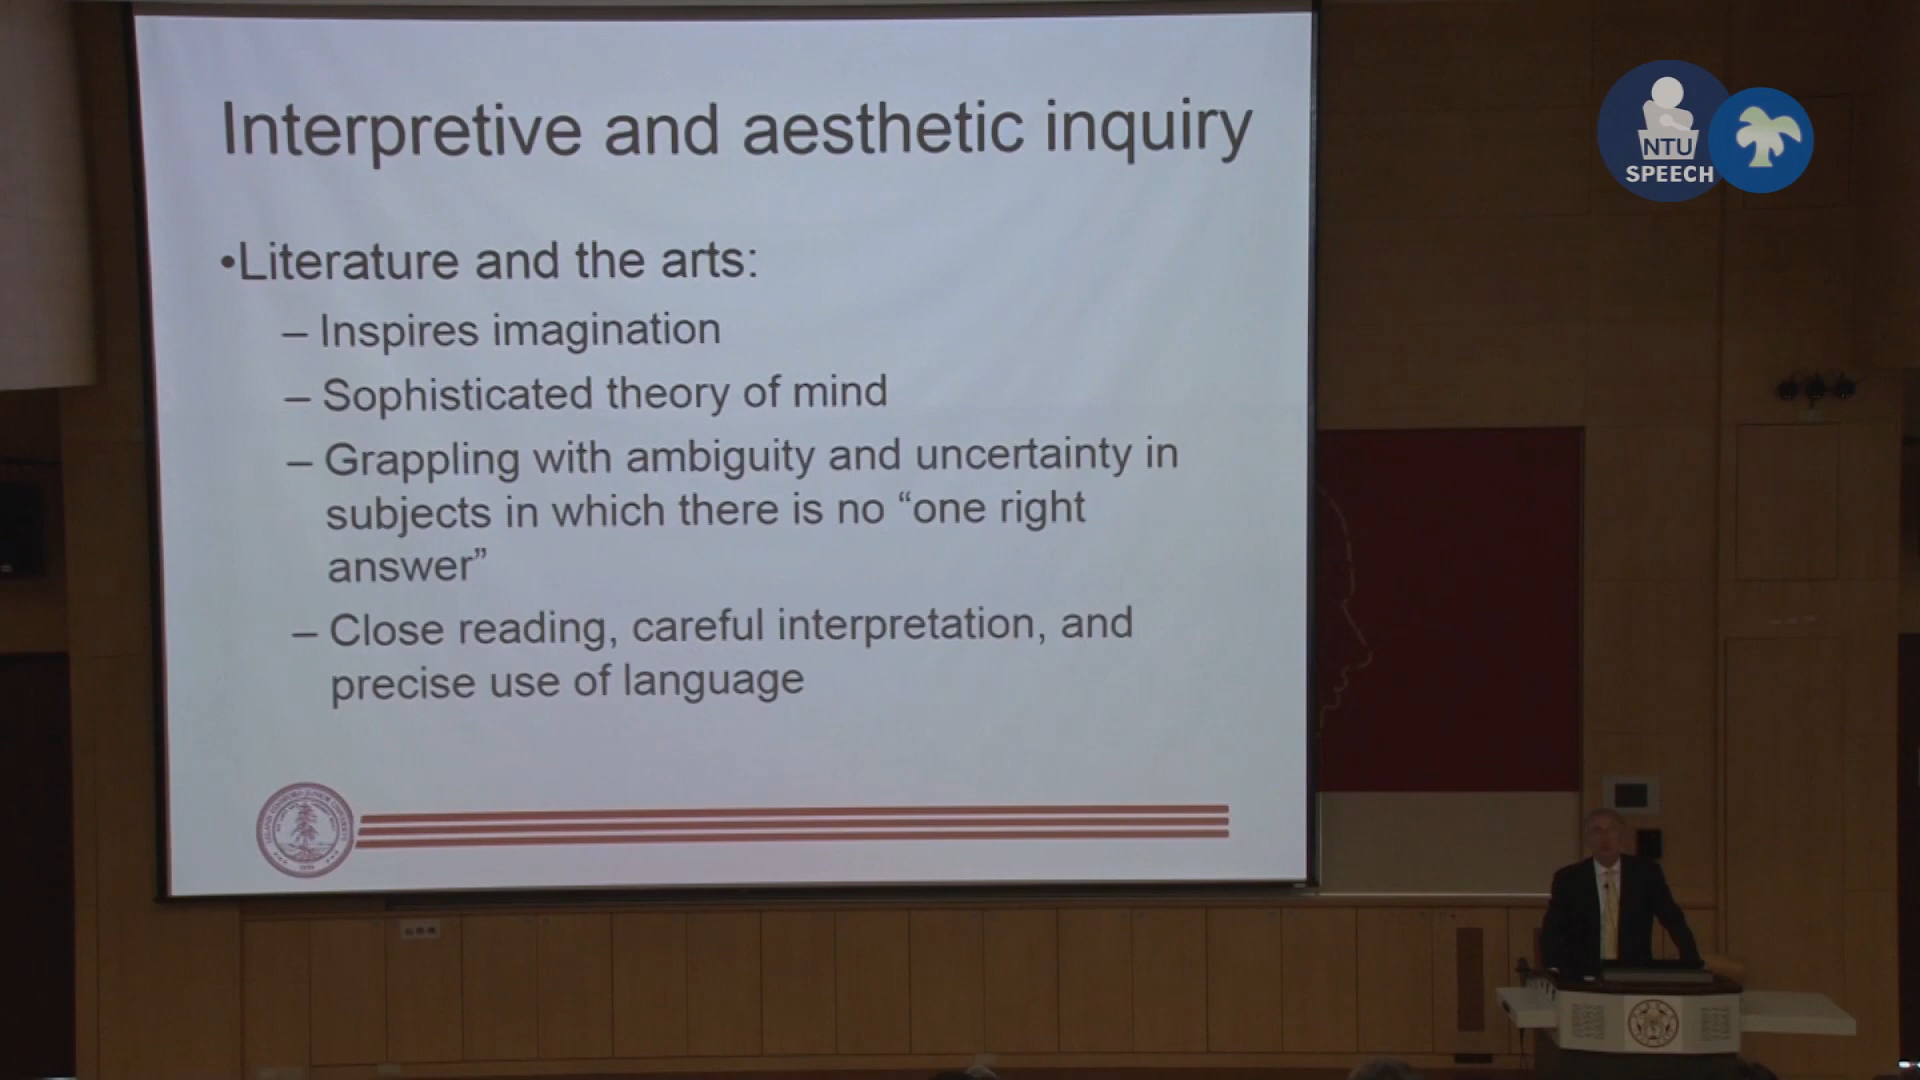 Interpretive and aesthetic inquiry
•Literature and the arts:
– Inspires imagination
– Sophisticated theory of mind
– Grappling with ambiguity and uncertainty in
subjects in which there is no “one right
answer”
– Close reading, careful interpretation, and
precise use of language
NTU
SPEECH